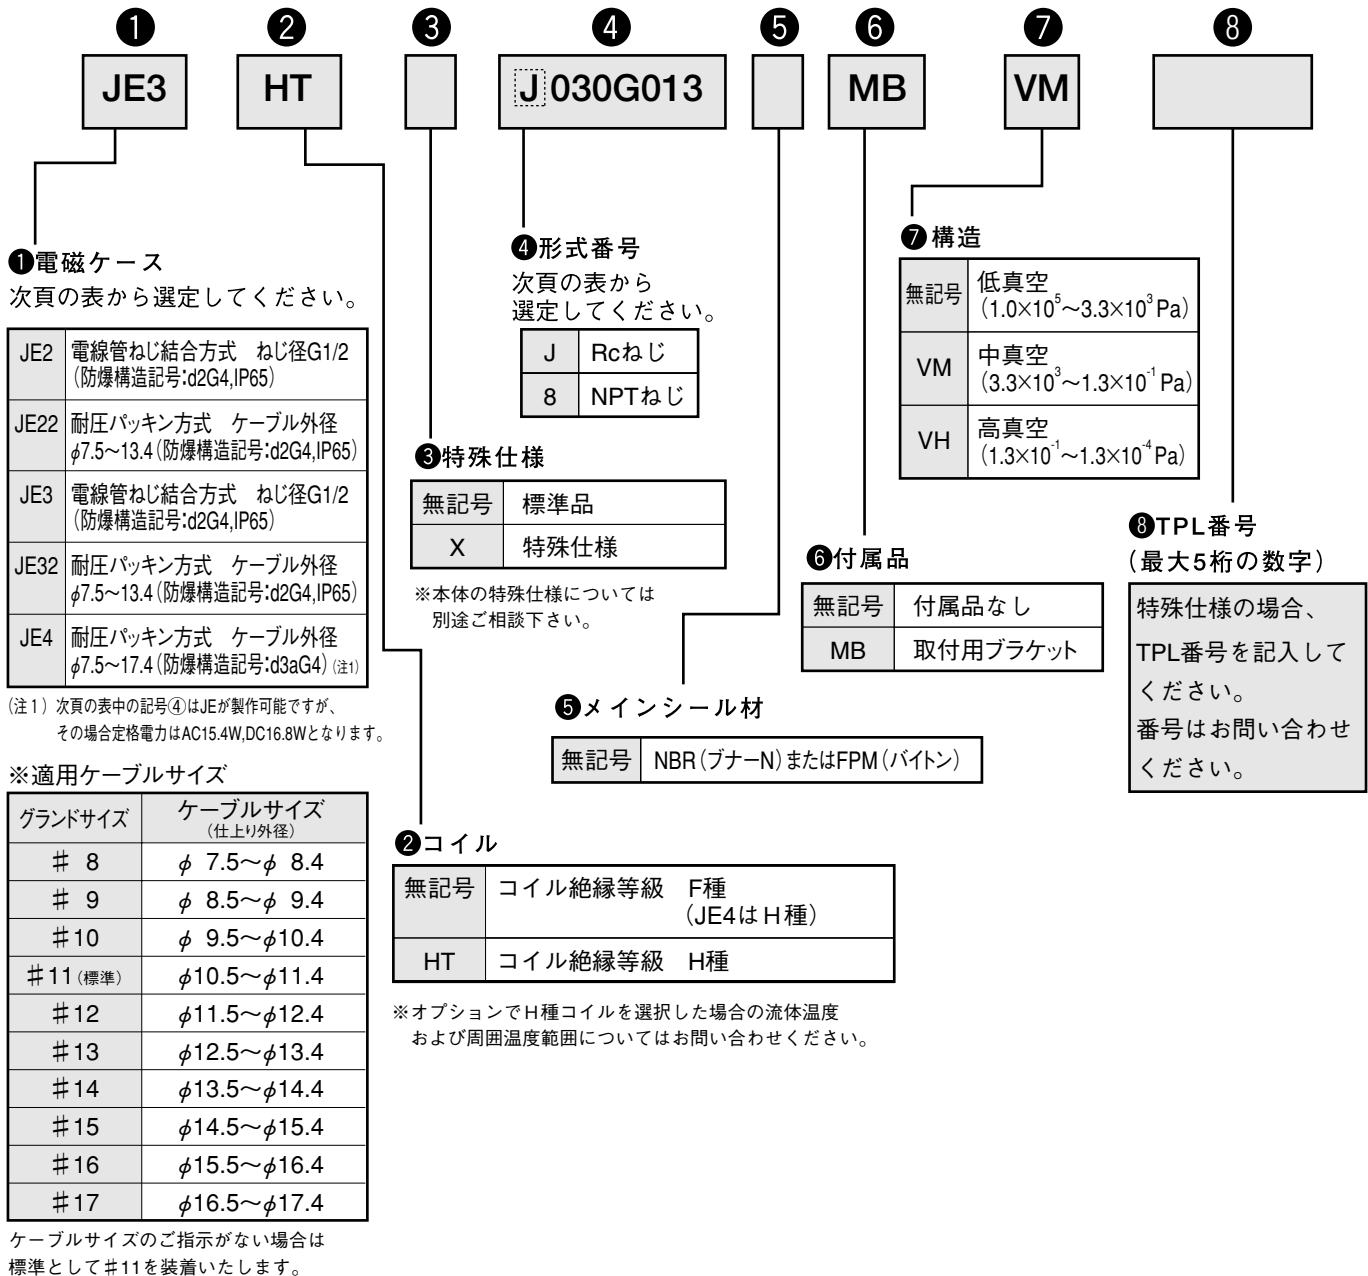 ❶ ❷ ❸ ❹ ❺ ❻ ❼ ❽
JE3 HT J 030G013 MB VM
❶電磁ケース
次頁の表から選定してください。
JE2 電線管ねじ結合方式 ねじ径G1/2
(防爆構造記号:d2G4,IP65)
JE22 耐圧パッキン方式 ケーブル外径
φ7.5～13.4(防爆構造記号:d2G4,IP65)
JE3 電線管ねじ結合方式 ねじ径G1/2
(防爆構造記号:d2G4,IP65)
JE32 耐圧パッキン方式 ケーブル外径
φ7.5～13.4(防爆構造記号:d2G4,IP65)
JE4 耐圧パッキン方式 ケーブル外径
φ7.5～17.4(防爆構造記号:d3aG4)(注1)
(注1) 次頁の表中の記号④はJEが製作可能ですが、
その場合定格電力はAC15.4W,DC16.8Wとなります。
※適用ケーブルサイズ
グランドサイズ ケーブルサイズ
(仕上り外径)
♯ 8 φ 7.5～φ 8.4
♯ 9 φ 8.5～φ 9.4
♯10 φ 9.5～φ10.4
♯11(標準) φ10.5～φ11.4
♯12 φ11.5～φ12.4
♯13 φ12.5～φ13.4
♯14 φ13.5～φ14.4
♯15 φ14.5～φ15.4
♯16 φ15.5～φ16.4
♯17 φ16.5～φ17.4
ケーブルサイズのご指示がない場合は
標準として♯11を装着いたします。
❹形式番号
次頁の表から
選定してください。
J Rcねじ
8 NPTねじ
❸特殊仕様
無記号 標準品
X 特殊仕様
※本体の特殊仕様については
別途ご相談下さい。
❺メインシール材
無記号 NBR(ブナーN)またはFPM(バイトン)
❷コイル
無記号 コイル絶縁等級 F種
(JE4はH種)
HT コイル絶縁等級 H種
※オプションでH種コイルを選択した場合の流体温度
および周囲温度範囲についてはお問い合わせください。
❼構造
無記号 低真空
(1.0×10⁵～3.3×10³Pa)
VM 中真空
(3.3×10³～1.3×10⁻¹Pa)
VH 高真空
(1.3×10⁻¹～1.3×10⁻⁴Pa)
❻付属品
無記号 付属品なし
MB 取付用ブラケット
❽TPL番号
(最大5桁の数字)
特殊仕様の場合、
TPL番号を記入して
ください。
番号はお問い合わせ
ください。